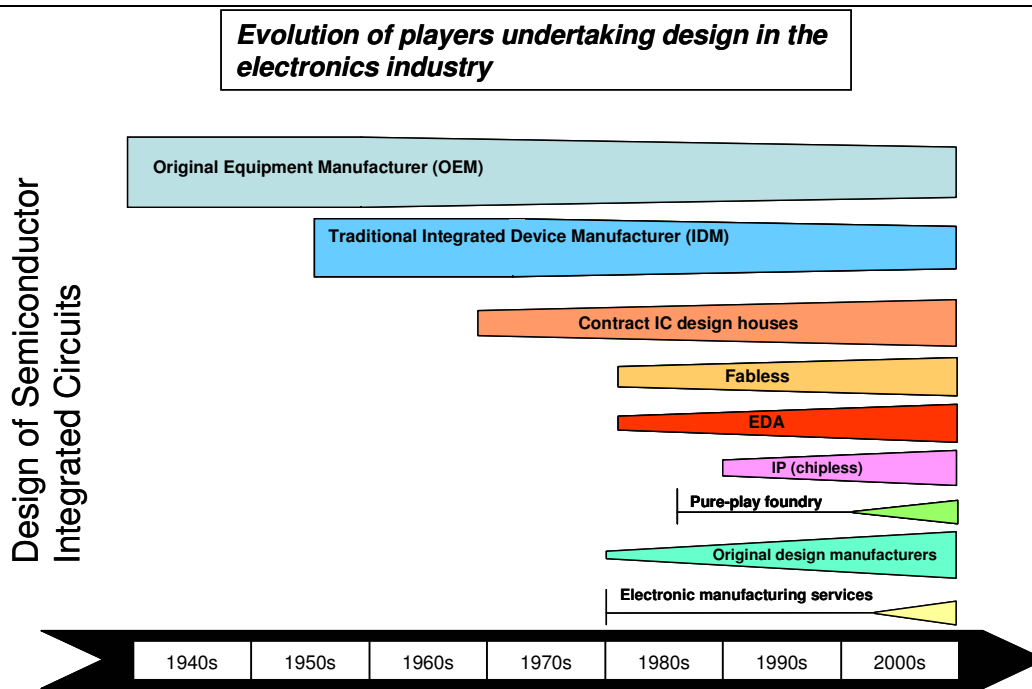 Evolution of players undertaking design in the
electronics industry
Design of Semiconductor
Integrated Circuits
Original Equipment Manufacturer (OEM)
Traditional Integrated Device Manufacturer (IDM)
Contract IC design houses
Fabless
EDA
IP (chipless)
Pure-play foundry
Original design manufacturers
Electronic manufacturing services
1940s 1950s 1960s 1970s 1980s 1990s 2000s